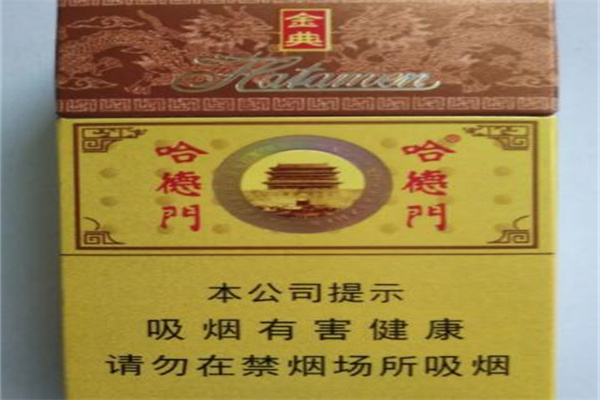 金典
Hatamen
哈德門
哈德門®
本公司提示
吸烟有害健康
请勿在禁烟场所吸烟